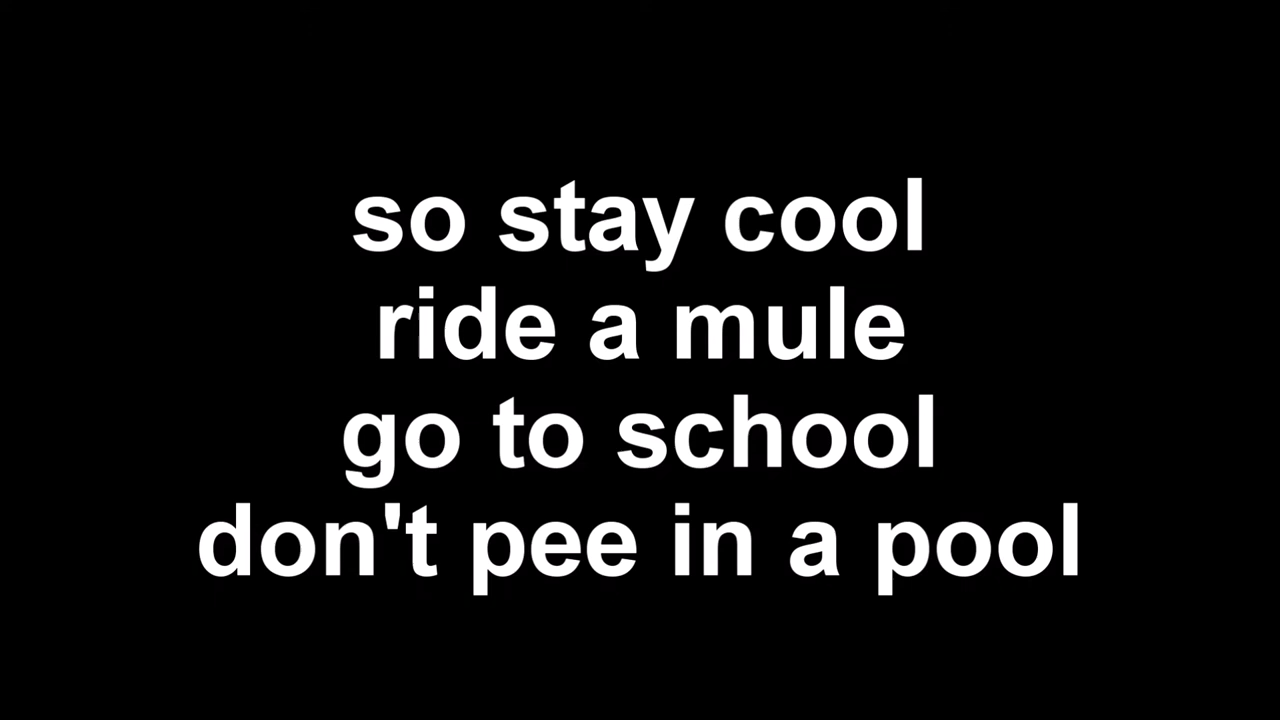 so stay cool
ride a mule
go to school
don't pee in a pool